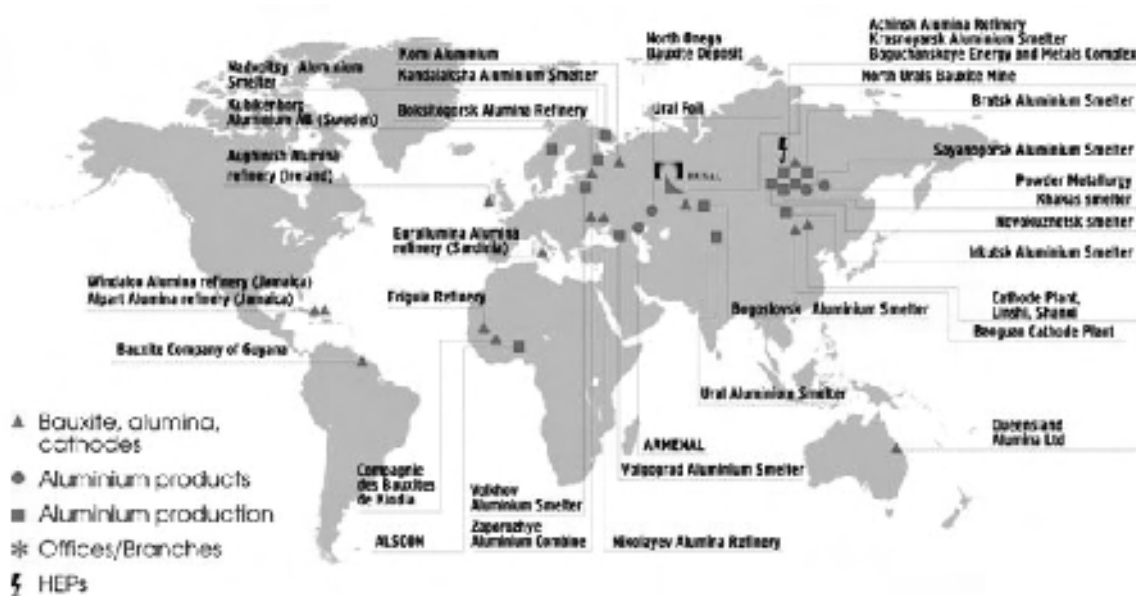 North Onega
Bauxite Deposit
Achinsk Alumina Refinery
Krasnoyarsk Aluminium Smelter
Boguchanskoye Energy and Metals Complex
Komi Aluminium
Nadvoitsy Aluminium
Smelter
Kandalaksha Aluminium Smelter
North Urals Bauxite Mine
Kubikenborg
Aluminium AB (Sweden)
Boksitogorsk Alumina Refinery
Ural Foil
Bratsk Aluminium Smelter
Aughinish Alumina
refinery (Ireland)
Sayanogorsk Aluminium Smelter
RUSAL
Powder Metallurgy
Khakas smelter
Novokuznetsk smelter
Eurallumina Alumina
refinery (Sardinia)
Irkutsk Aluminium Smelter
Windalco Alumina refinery (Jamaica)
Alpart Alumina refinery (Jamaica)
Friguia Refinery
Bogoslovsk Aluminium Smelter
Cathode Plant,
Linshi, Shanxi
Cathode Plant
Bauxite Company of Guyana
Ural Aluminium Smelter
Bauxite, alumina,
cathodes
Queensland
Alumina Ltd
ARMENAL
Volgograd Aluminium Smelter
Aluminium products
Compagnie
des Bauxites
de Kindia
Volkhov
Aluminium Smelter
Aluminium production
Zaporozhye
Aluminium Combine
ALSCON
Nikolayev Alumina Refinery
Offices/Branches
HEPs